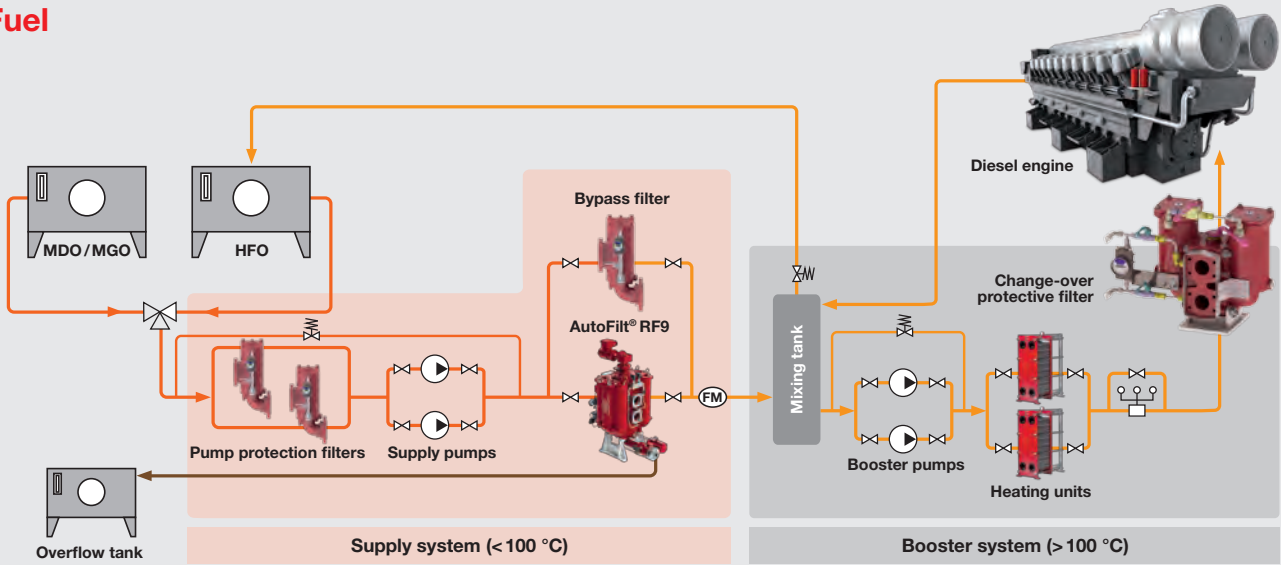 Fuel
Diesel engine
MDO / MGO
HFO
Bypass filter
Change-over
protective filter
AutoFilt® RF9
Mixing tank
FM
Pump protection filters
Supply pumps
Booster pumps
Heating units
Overflow tank
Supply system (< 100 °C)
Booster system (> 100 °C)